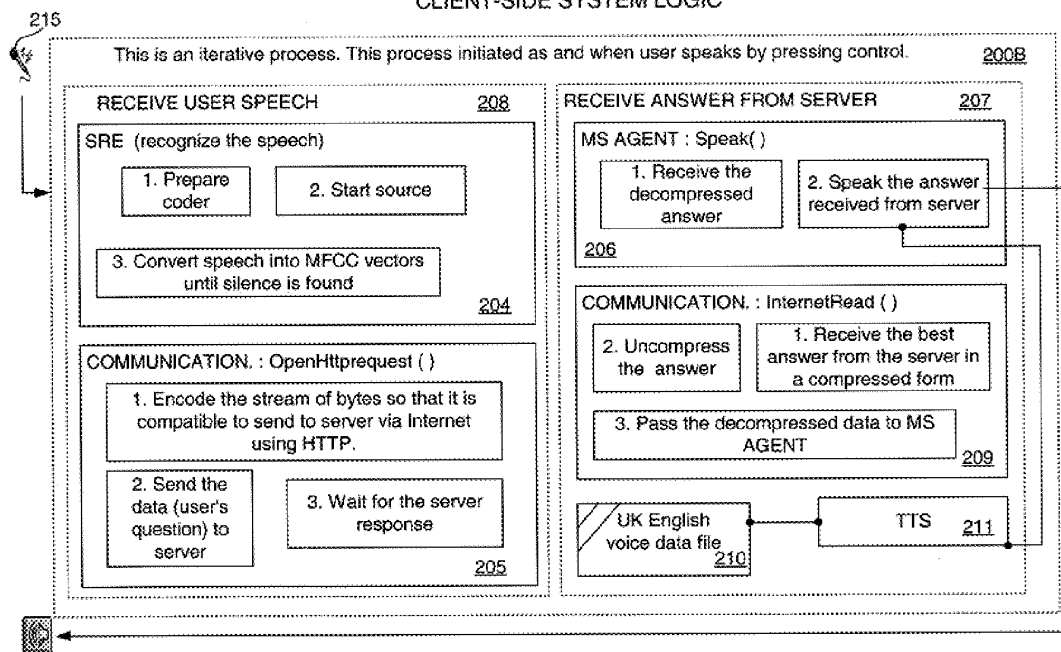 CLIENT-SIDE SYSTEM LOGIC
215
This is an iterative process. This process initiated as and when user speaks by pressing control.
200B
RECEIVE USER SPEECH
208
SRE (recognize the speech)
1. Prepare
coder
2. Start source
3. Convert speech into MFCC vectors
until silence is found
204
COMMUNICATION. : OpenHttprequest ( )
1. Encode the stream of bytes so that it is
compatible to send to server via Internet
using HTTP.
2. Send the
data (user's
question) to
server
3. Wait for the server
response
205
RECEIVE ANSWER FROM SERVER
207
MS AGENT : Speak( )
1. Receive the
decompressed
answer
2. Speak the answer
received from server
206
COMMUNICATION. : InternetRead ( )
2. Uncompress
the answer
1. Receive the best
answer from the server in
a compressed form
3. Pass the decompressed data to MS
AGENT
209
UK English
voice data file
210
TTS
211